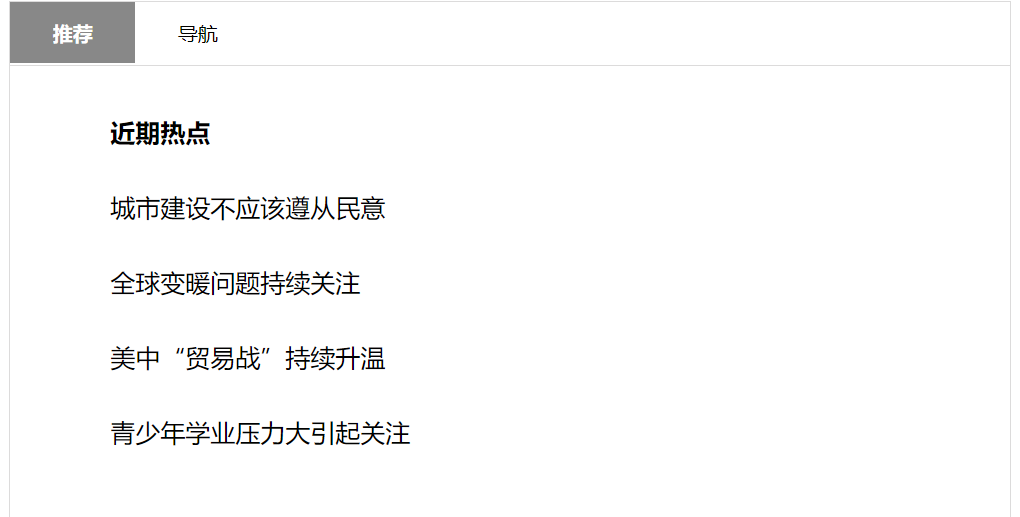 推荐 导航
近期热点
城市建设不应该遵从民意
全球变暖问题持续关注
美中“贸易战”持续升温
青少年学业压力大引起关注